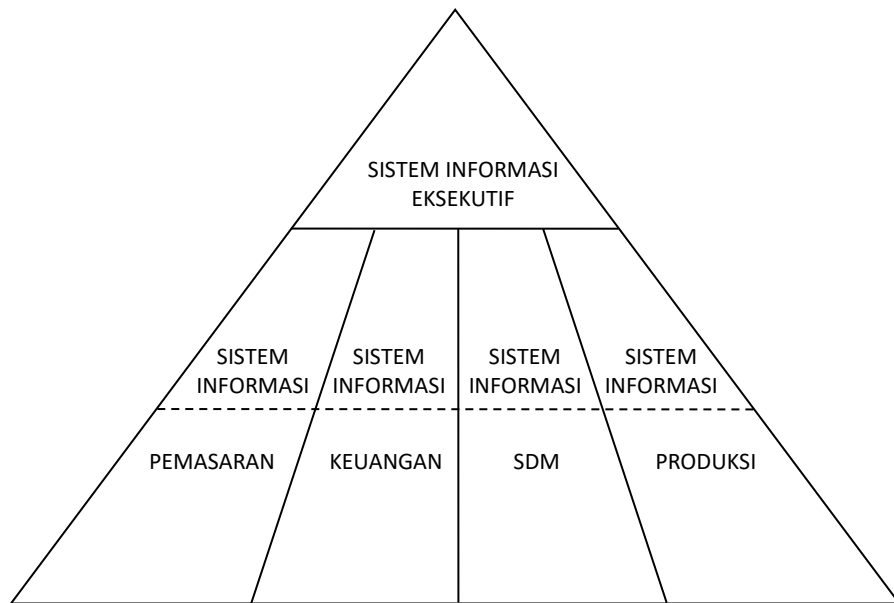 SISTEM INFORMASI
EKSEKUTIF
SISTEM
INFORMASI
PEMASARAN
SISTEM
INFORMASI
KEUANGAN
SISTEM
INFORMASI
SDM
SISTEM
INFORMASI
PRODUKSI